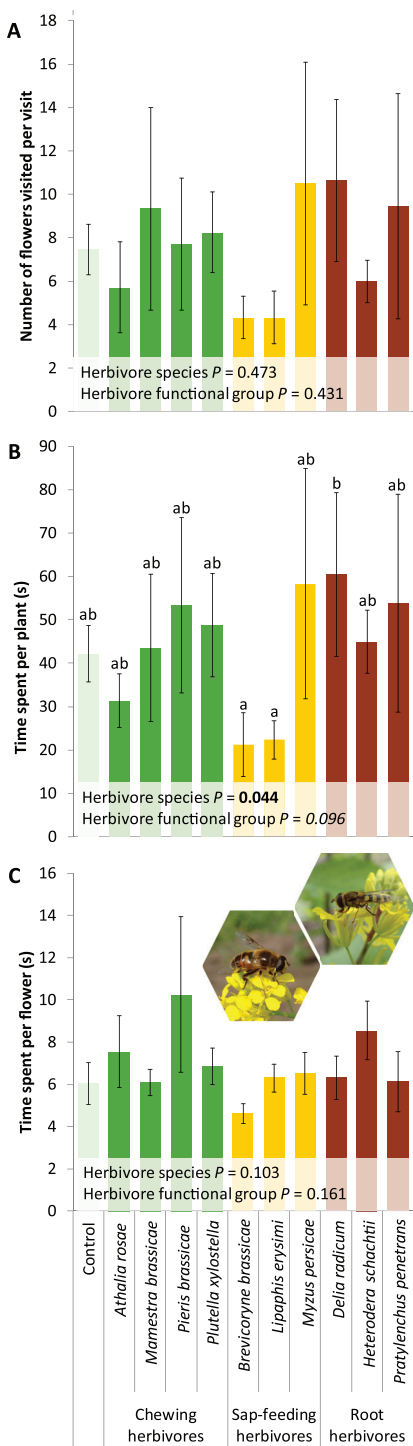 A
Number of flowers visited per visit
18
16
14
12
10
8
6
4
2
0
Herbivore species P = 0.473
Herbivore functional group P = 0.431
B
Time spent per plant (s)
90
80
70
60
50
40
30
20
10
0
ab
ab
ab
ab
ab
a
a
ab
b
ab
ab
Herbivore species P = 0.044
Herbivore functional group P = 0.096
C
Time spent per flower (s)
16
14
12
10
8
6
4
2
0
Herbivore species P = 0.103
Herbivore functional group P = 0.161
Control
Athalia rosae
Mamestra brassicae
Pieris brassicae
Plutella xylostella
Brevicoryne brassicae
Lipaphis erysimi
Myzus persicae
Delia radicum
Heterodera schachtii
Pratylenchus penetrans
Chewing
herbivores
Sap-feeding
herbivores
Root
herbivores